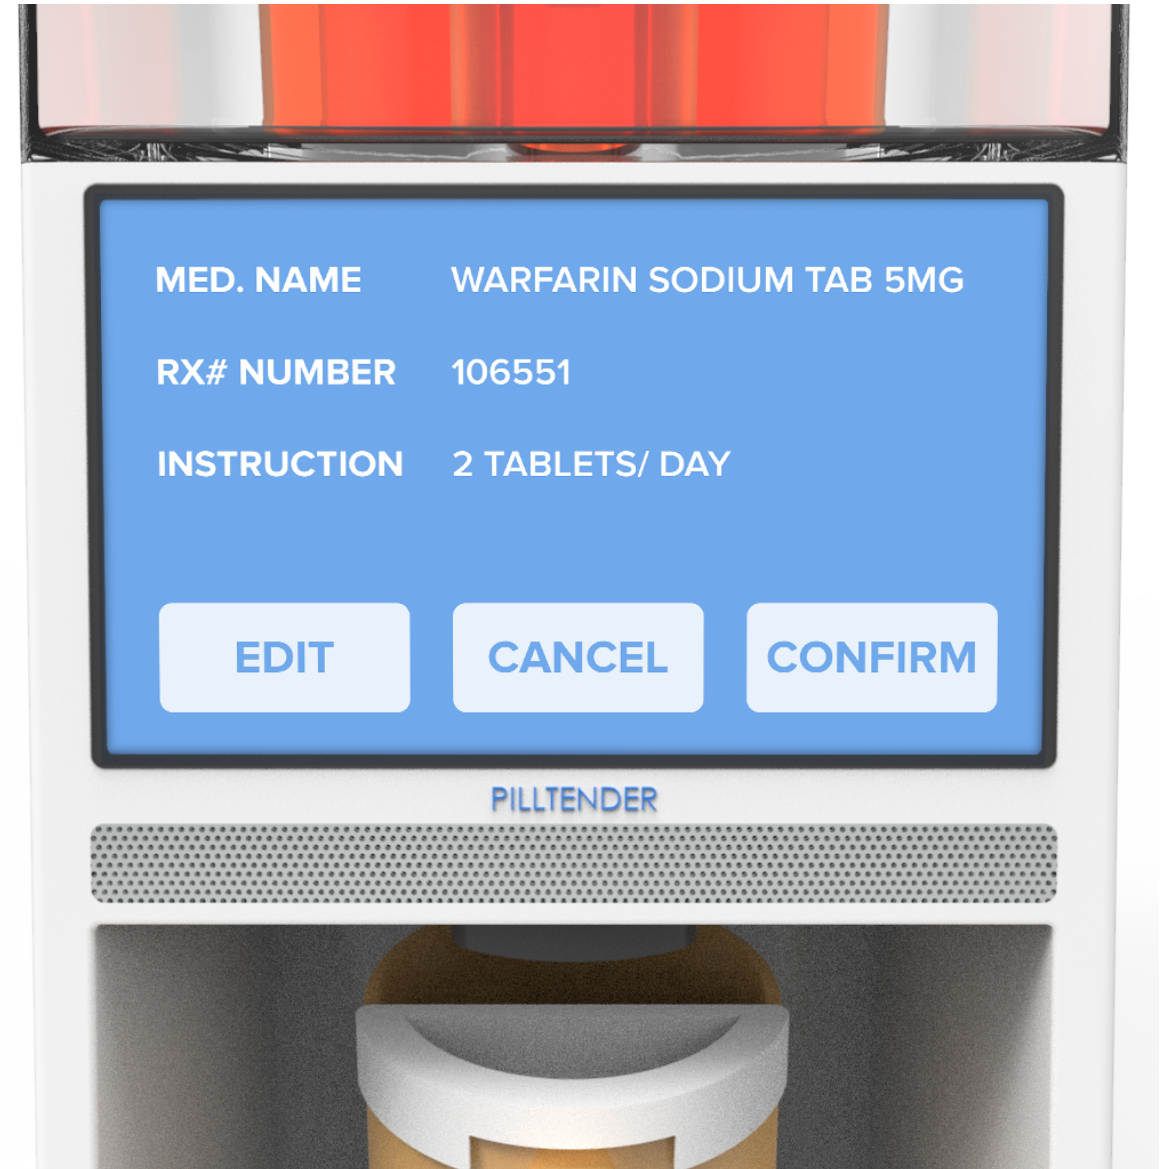 MED. NAME WARFARIN SODIUM TAB 5MG
RX# NUMBER 106551
INSTRUCTION 2 TABLETS/ DAY
EDIT CANCEL CONFIRM
PILLTENDER